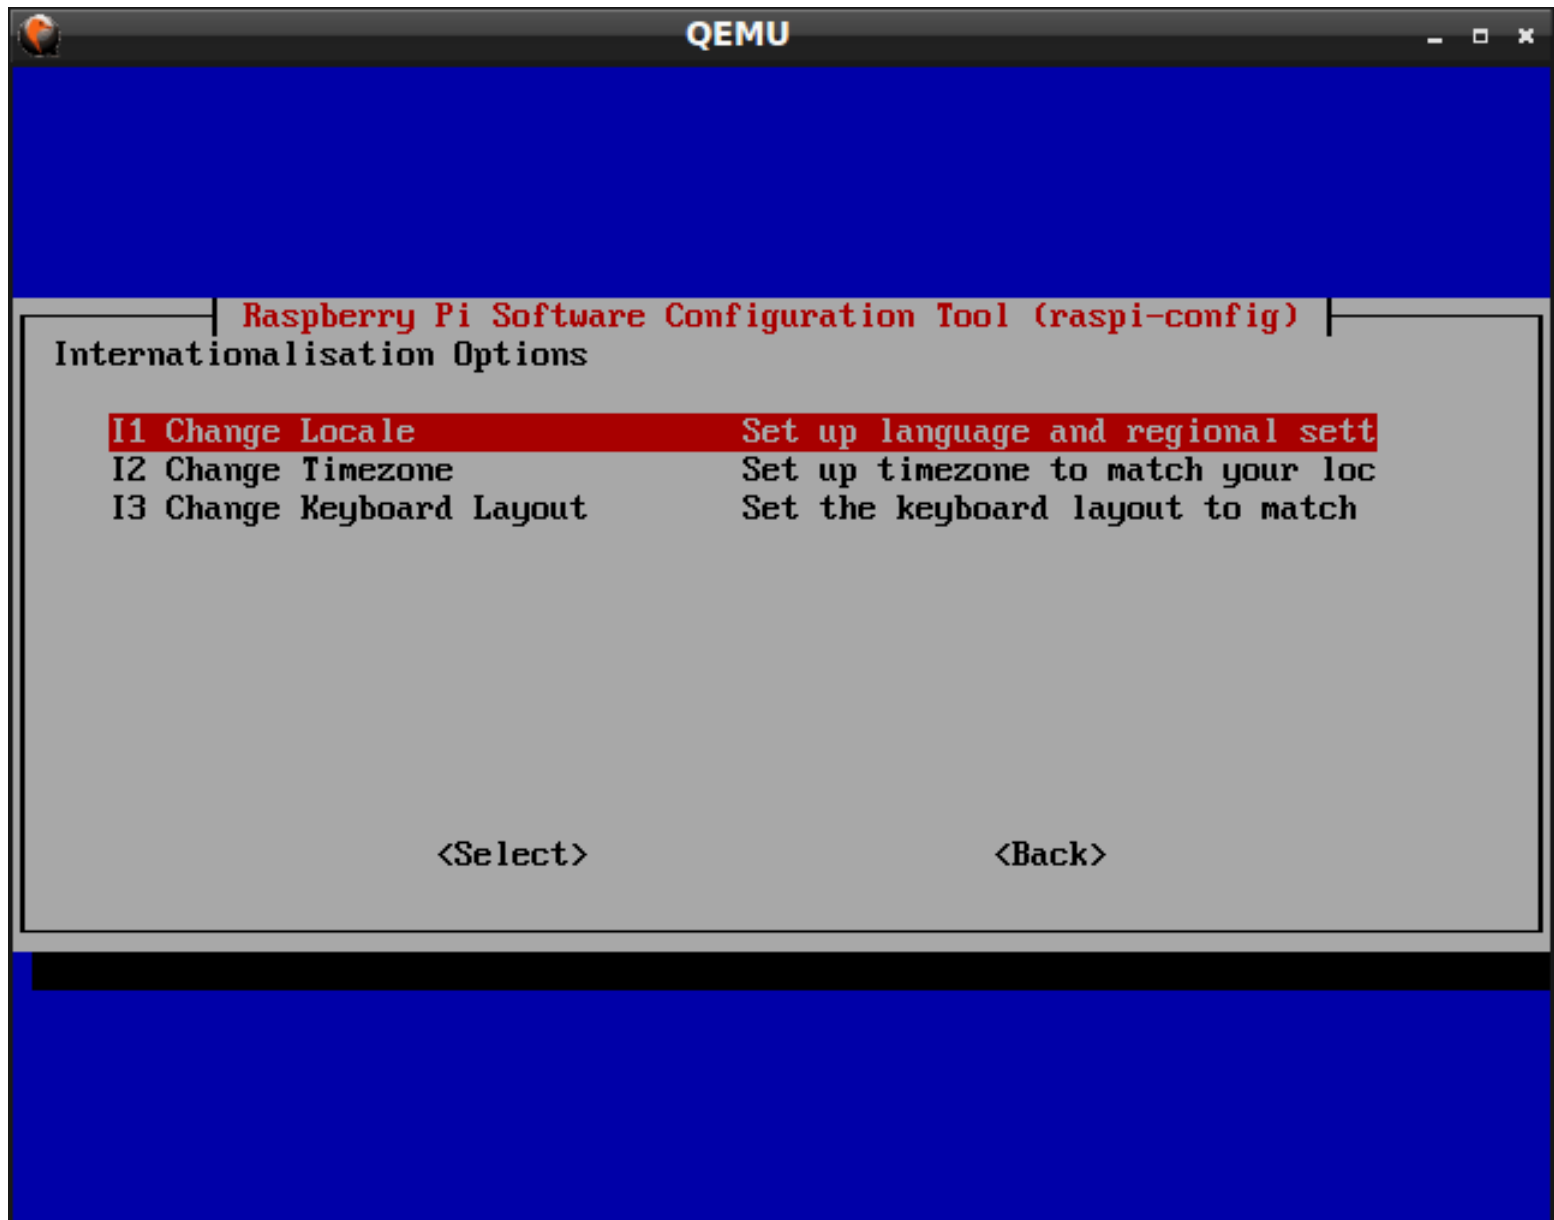 QEMU
Raspberry Pi Software Configuration Tool (raspi-config)
Internationalisation Options
I1 Change Locale Set up language and regional sett
I2 Change Timezone Set up timezone to match your loc
I3 Change Keyboard Layout Set the keyboard layout to match
<Select> <Back>